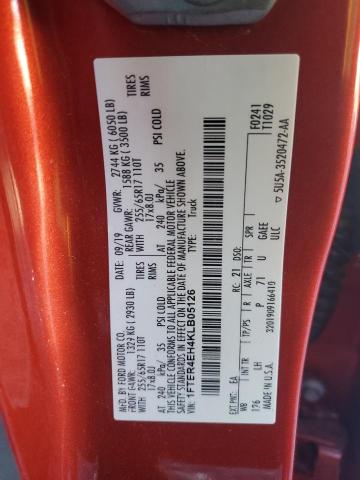 MFD. BY FORD MOTOR CO.
DATE: 09/19 GVWR: 2744 KG (6050 LB)
FRONT GAWR: 1329 KG (2930 LB) REAR GAWR: 1588 KG (3500 LB)
255/65R17 110T TIRES WITH 255/65R17 110T TIRES
17x8.0J RIMS 17x8.0J RIMS
AT 240 kPa/ 35 PSI COLD AT 240 kPa/ 35 PSI COLD
THIS VEHICLE CONFORMS TO ALL APPLICABLE FEDERAL MOTOR VEHICLE
SAFETY STANDARDS IN EFFECT ON THE DATE OF MANUFACTURE SHOWN ABOVE.
VIN: 1FTER4EH4KLB05126
TYPE: Truck
F0241
T1029
3201909166410
EXT PNT: EA RC: 21 DSO:
WB INT TR TP/PS R AXLE TR SPR
126 LH P 71 U GAEE
ULC
MADE IN U.S.A.
▽ 5U5A-3520472-AA